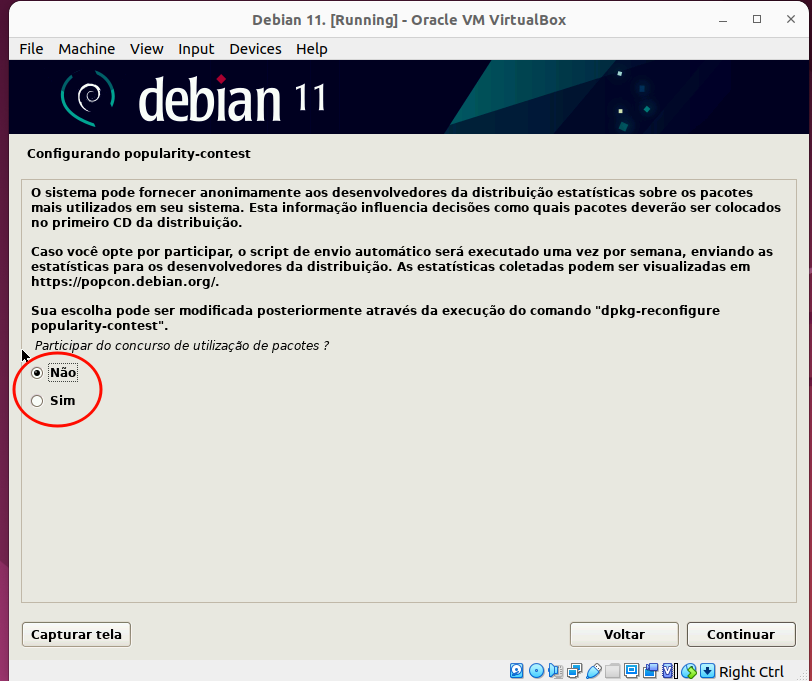 Debian 11. [Running] - Oracle VM VirtualBox
File Machine View Input Devices Help
debian 11
Configurando popularity-contest
O sistema pode fornecer anonimamente aos desenvolvedores da distribuição estatísticas sobre os pacotes
mais utilizados em seu sistema. Esta informação influencia decisões como quais pacotes deverão ser colocados
no primeiro CD da distribuição.
Caso você opte por participar, o script de envio automático será executado uma vez por semana, enviando as
estatísticas para os desenvolvedores da distribuição. As estatísticas coletadas podem ser visualizadas em
https://popcon.debian.org/.
Sua escolha pode ser modificada posteriormente através da execução do comando "dpkg-reconfigure
popularity-contest".
Participar do concurso de utilização de pacotes ?
Não
Sim
Capturar tela
Voltar
Continuar
Right Ctrl